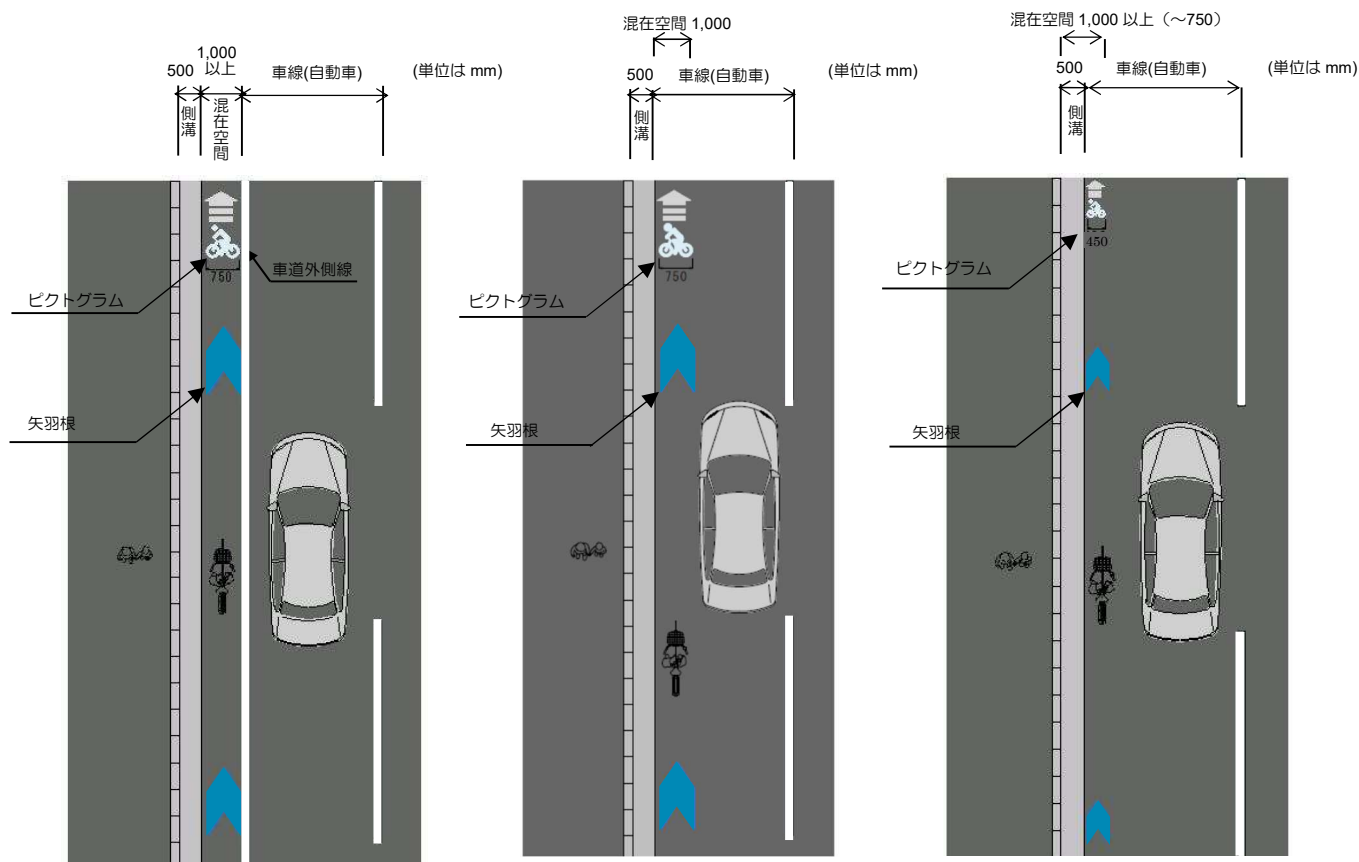 1,000
以上
500
車線(自動車)
(単位は mm)
側溝
混在空間
750
車道外側線
ピクトグラム
矢羽根
混在空間 1,000
500
車線(自動車)
(単位は mm)
側溝
750
ピクトグラム
矢羽根
混在空間 1,000 以上（～750）
500
車線(自動車)
(単位は mm)
側溝
450
ピクトグラム
矢羽根